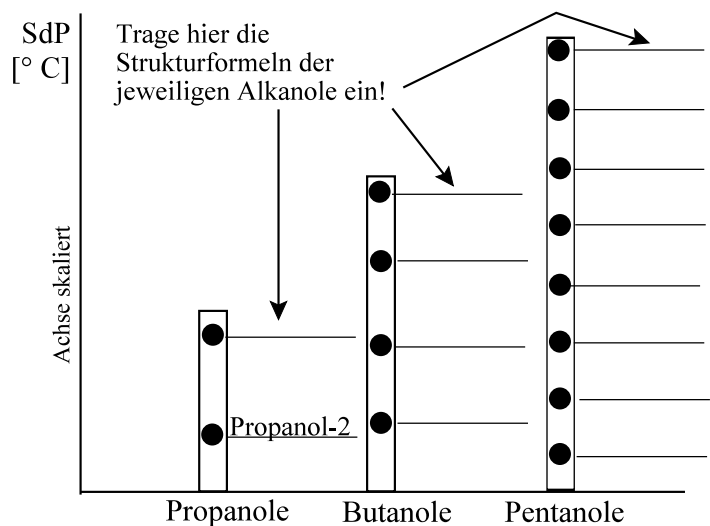 SdP
[° C]
Trage hier die
Strukturformeln der
jeweiligen Alkanole ein!
Achse skaliert
Propanol-2
Propanole
Butanole
Pentanole